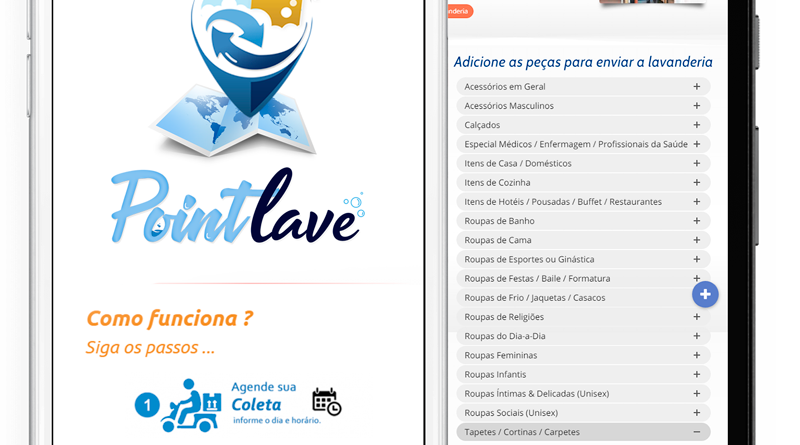 Pointlave
Como funciona ?
Siga os passos ...
1
Agende sua
Coleta
informe o dia e horário.
nderia
Adicione as peças para enviar a lavanderia
Acessórios em Geral +
Acessórios Masculinos +
Calçados +
Especial Médicos / Enfermagem / Profissionais da Saúde +
Itens de Casa / Domésticos +
Itens de Cozinha +
Itens de Hotéis / Pousadas / Buffet / Restaurantes +
Roupas de Banho +
Roupas de Cama +
Roupas de Esportes ou Ginástica +
Roupas de Festas / Baile / Formatura +
Roupas de Frio / Jaquetas / Casacos
+
Roupas de Religiões +
Roupas do Dia-a-Dia +
Roupas Femininas +
Roupas Infantis +
Roupas Íntimas & Delicadas (Unisex) +
Roupas Sociais (Unisex) +
Tapetes / Cortinas / Carpetes −